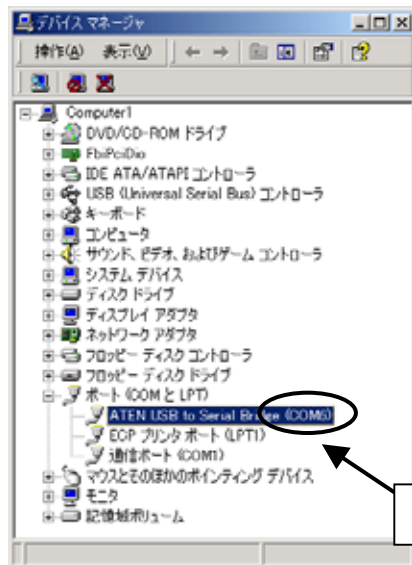 デバイス マネージャ
操作(A) 表示(V)
Computer1
DVD/CD-ROM ドライブ
FbiPciDio
IDE ATA/ATAPI コントローラ
USB (Universal Serial Bus) コントローラ
キーボード
コンピュータ
サウンド、ビデオ、およびゲーム コントローラ
システム デバイス
ディスク ドライブ
ディスプレイ アダプタ
ネットワーク アダプタ
フロッピー ディスク コントローラ
フロッピー ディスク ドライブ
ポート (COM と LPT)
ATEN USB to Serial Bridge (COM6)
ECP プリンタ ポート (LPT1)
通信ポート (COM1)
マウスとそのほかのポインティング デバイス
モニタ
記憶域ボリューム